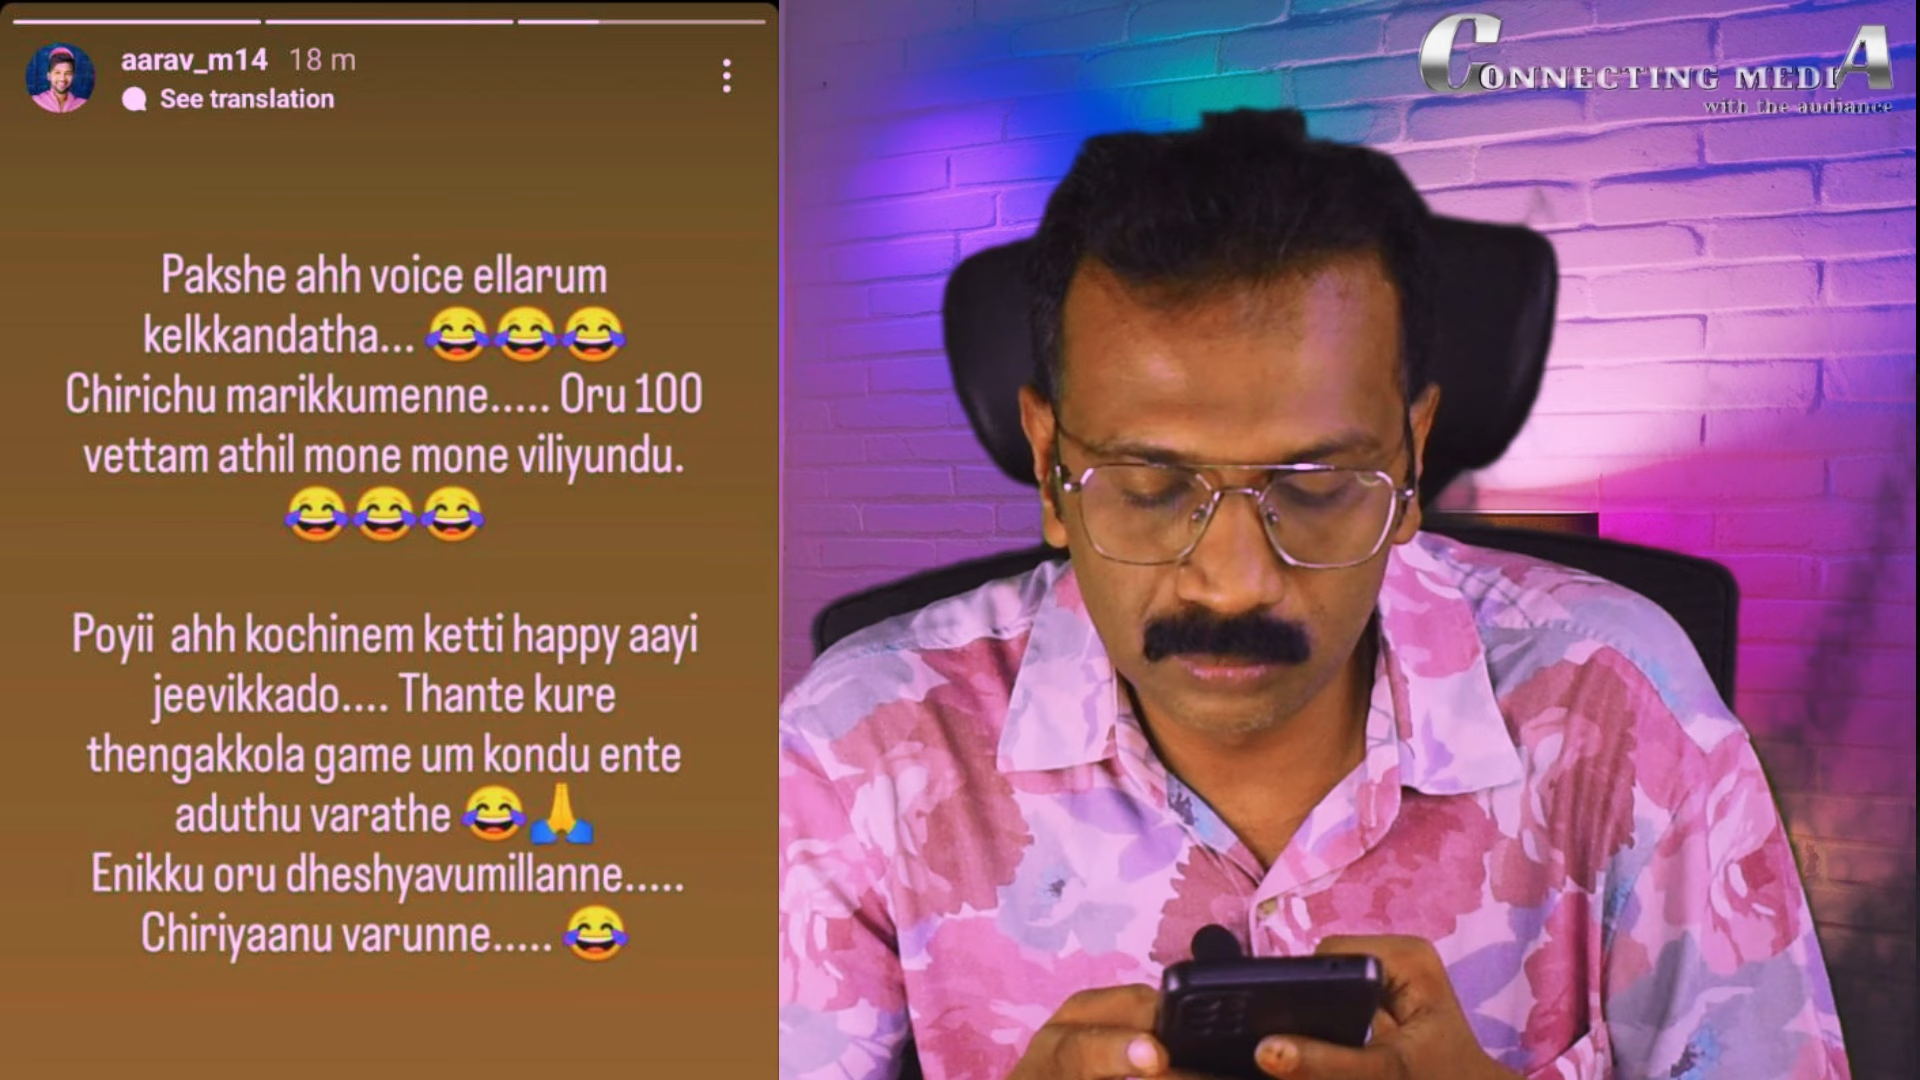 aarav_m14 18 m
See translation
Pakshe ahh voice ellarum
kelkkandatha... 😂😂😂
Chirichu marikkumenne..... Oru 100
vettam athil mone mone viliyundu.
😂😂😂
Poyii ahh kochinem ketti happy aayi
jeevikkado.... Thante kure
thengakkola game um kondu ente
aduthu varathe 😂🙏
Enikku oru dheshyavumillanne.....
Chiriyaanu varunne..... 😂
CONNECTING MEDIA
with the audiance